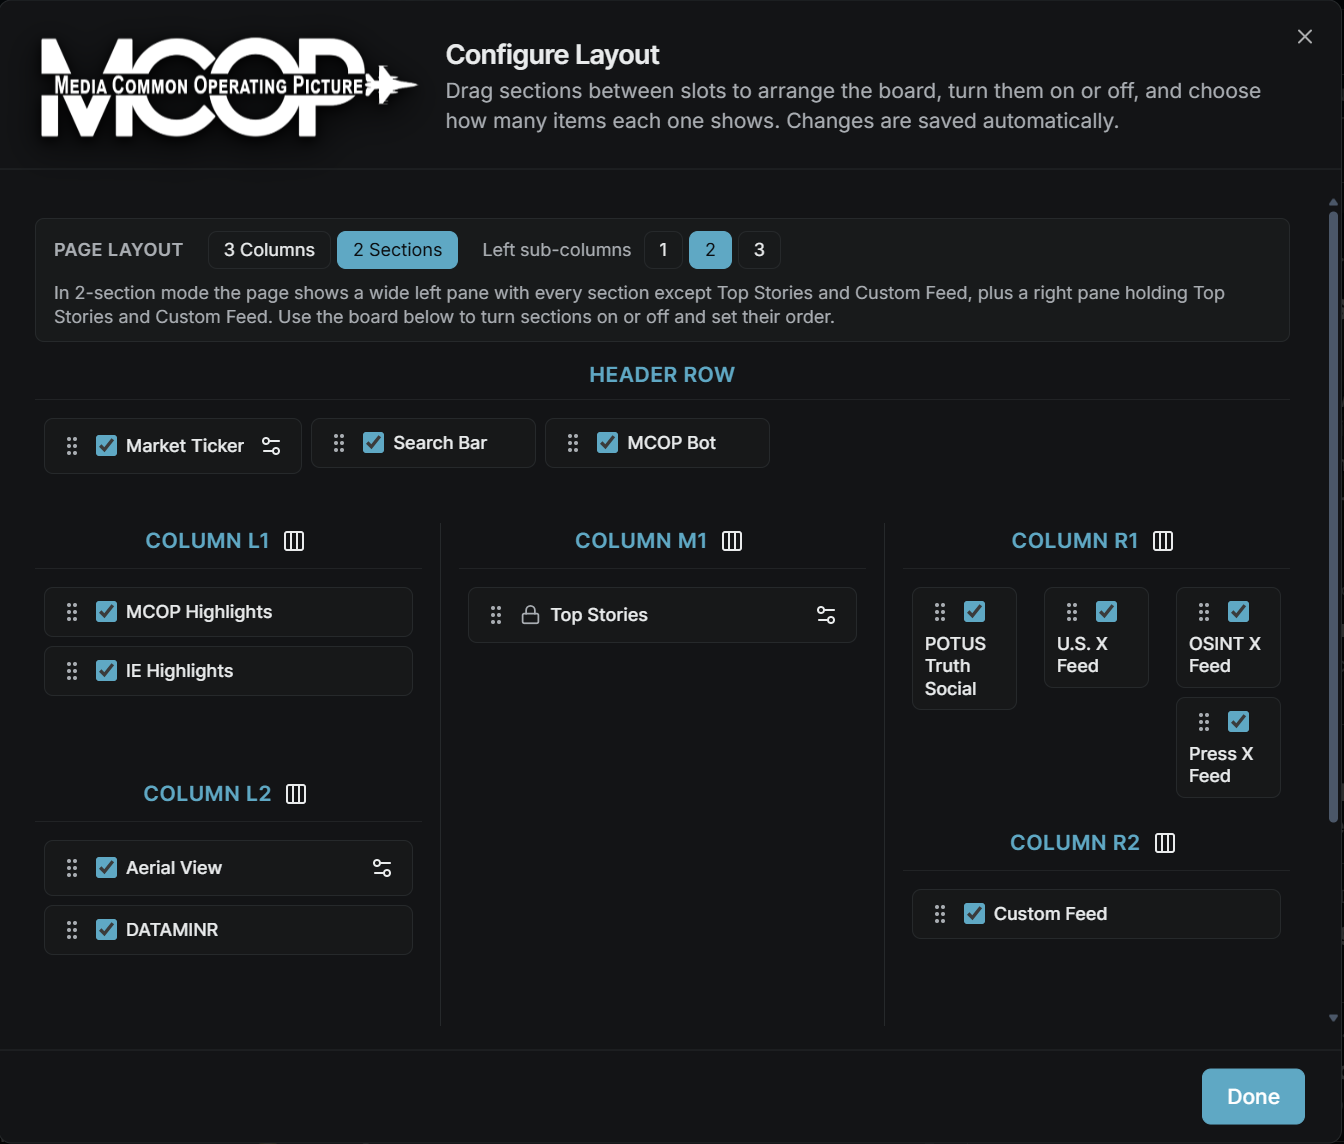 MCOP
MEDIA COMMON OPERATING PICTURE
Configure Layout
Drag sections between slots to arrange the board, turn them on or off, and choose
how many items each one shows. Changes are saved automatically.
PAGE LAYOUT 3 Columns 2 Sections Left sub-columns 1 2 3
In 2-section mode the page shows a wide left pane with every section except Top Stories and Custom Feed, plus a right pane holding Top
Stories and Custom Feed. Use the board below to turn sections on or off and set their order.
HEADER ROW
Market Ticker
Search Bar
MCOP Bot
COLUMN L1
MCOP Highlights
IE Highlights
COLUMN L2
Aerial View
DATAMINR
COLUMN M1
Top Stories
COLUMN R1
POTUS
Truth
Social
U.S. X
Feed
OSINT X
Feed
Press X
Feed
COLUMN R2
Custom Feed
Done